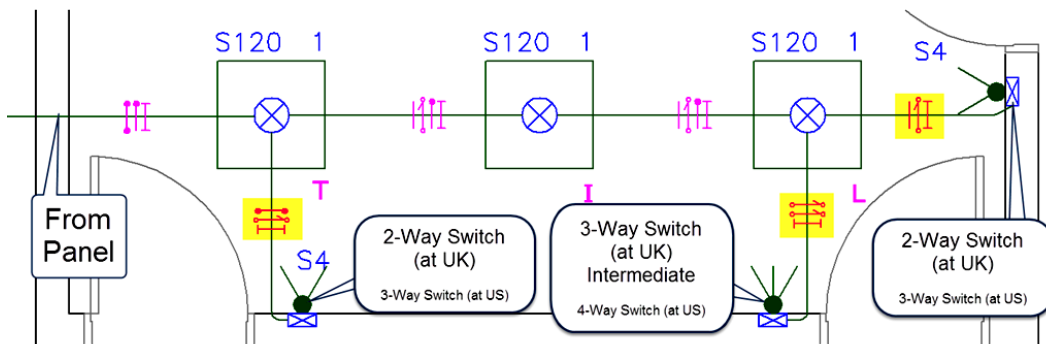 S120 1
S120 1
S4
From
Panel
T
I
L
S4
2-Way Switch
(at UK)
3-Way Switch (at US)
3-Way Switch
(at UK)
Intermediate
4-Way Switch (at US)
2-Way Switch
(at UK)
3-Way Switch (at US)